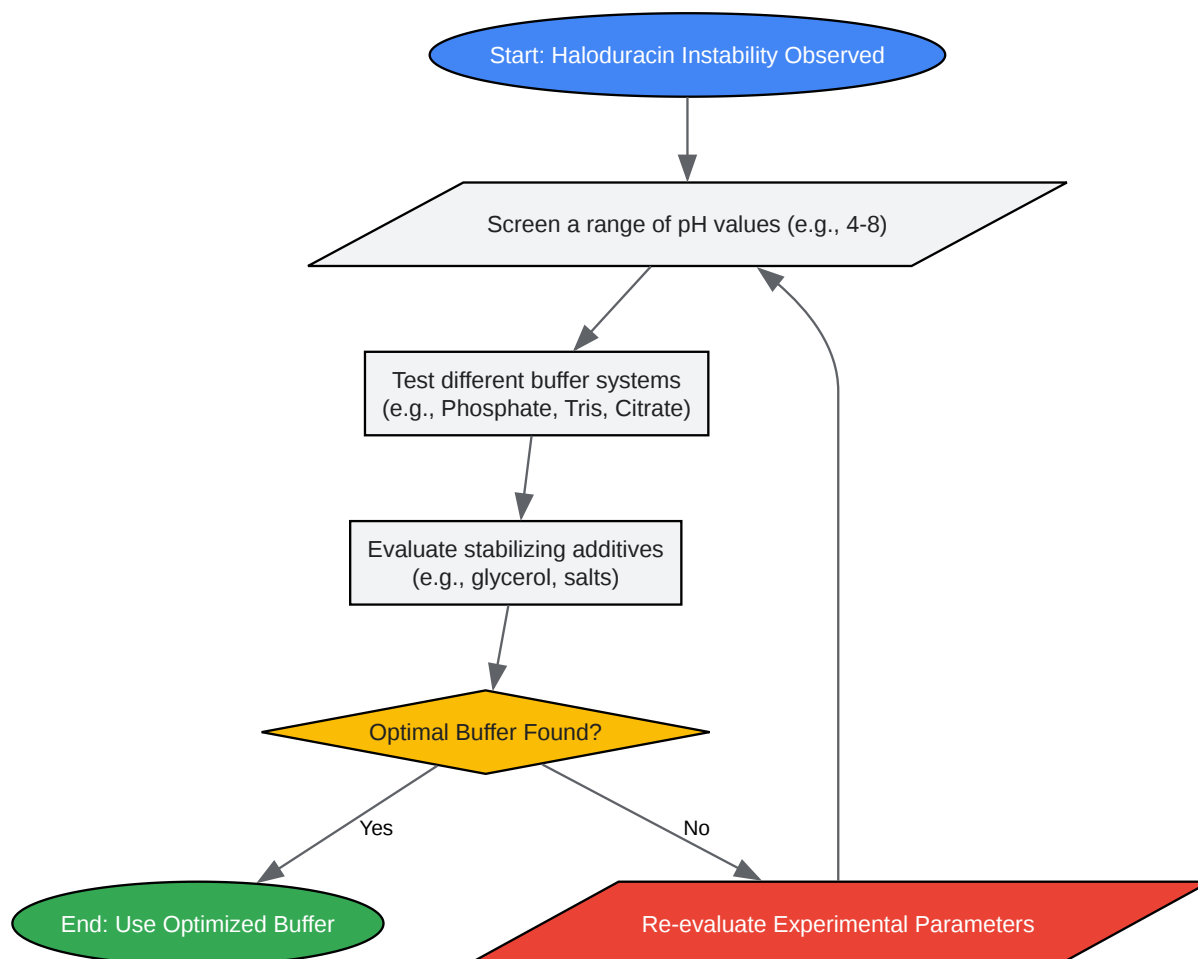 Start: Haloduracin Instability Observed
Screen a range of pH values (e.g., 4-8)
Test different buffer systems
(e.g., Phosphate, Tris, Citrate)
Evaluate stabilizing additives
(e.g., glycerol, salts)
Optimal Buffer Found?
Yes
No
End: Use Optimized Buffer
Re-evaluate Experimental Parameters